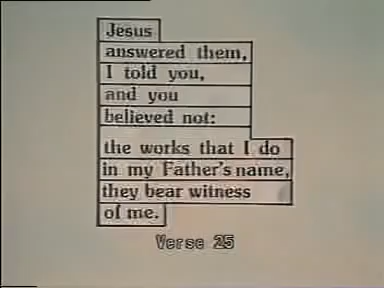 Jesus
answered them,
I told you,
and you
believed not:
the works that I do
in my Father's name,
they bear witness
of me.
Verse 25